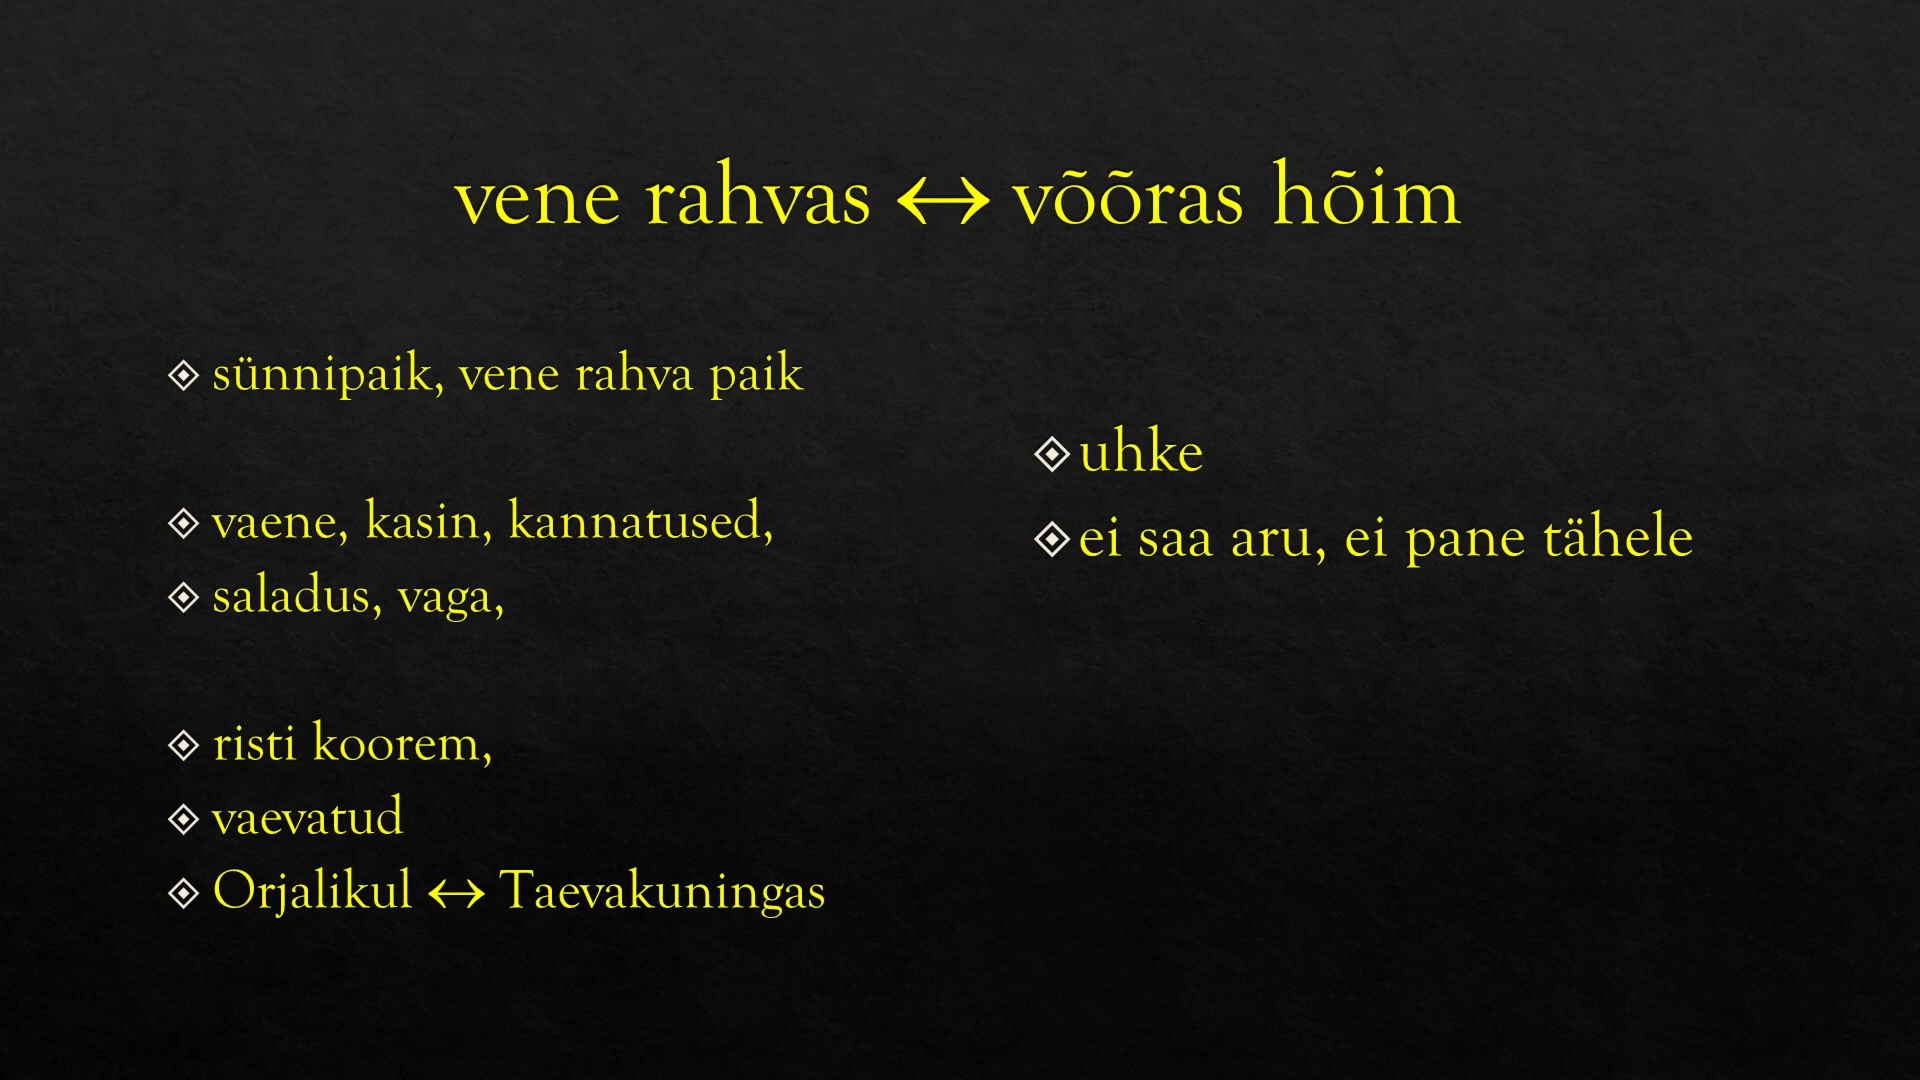 vene rahvas ↔ võõras hõim
sünnipaik, vene rahva paik
vaene, kasin, kannatused,
saladus, vaga,
risti koorem,
vaevatud
Orjalikul ↔ Taevakuningas
uhke
ei saa aru, ei pane tähele